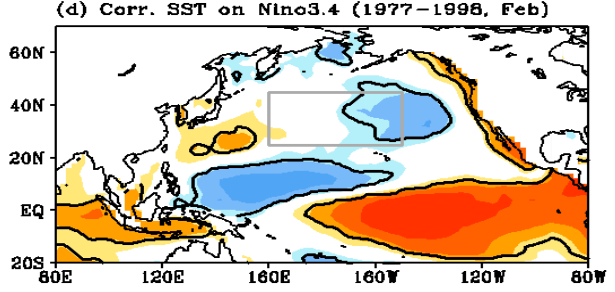 (d) Corr. SST on Nino3.4 (1977-1998, Feb)
60N
40N
20N
EQ
20S
80E 120E 160E 160W 120W 80W